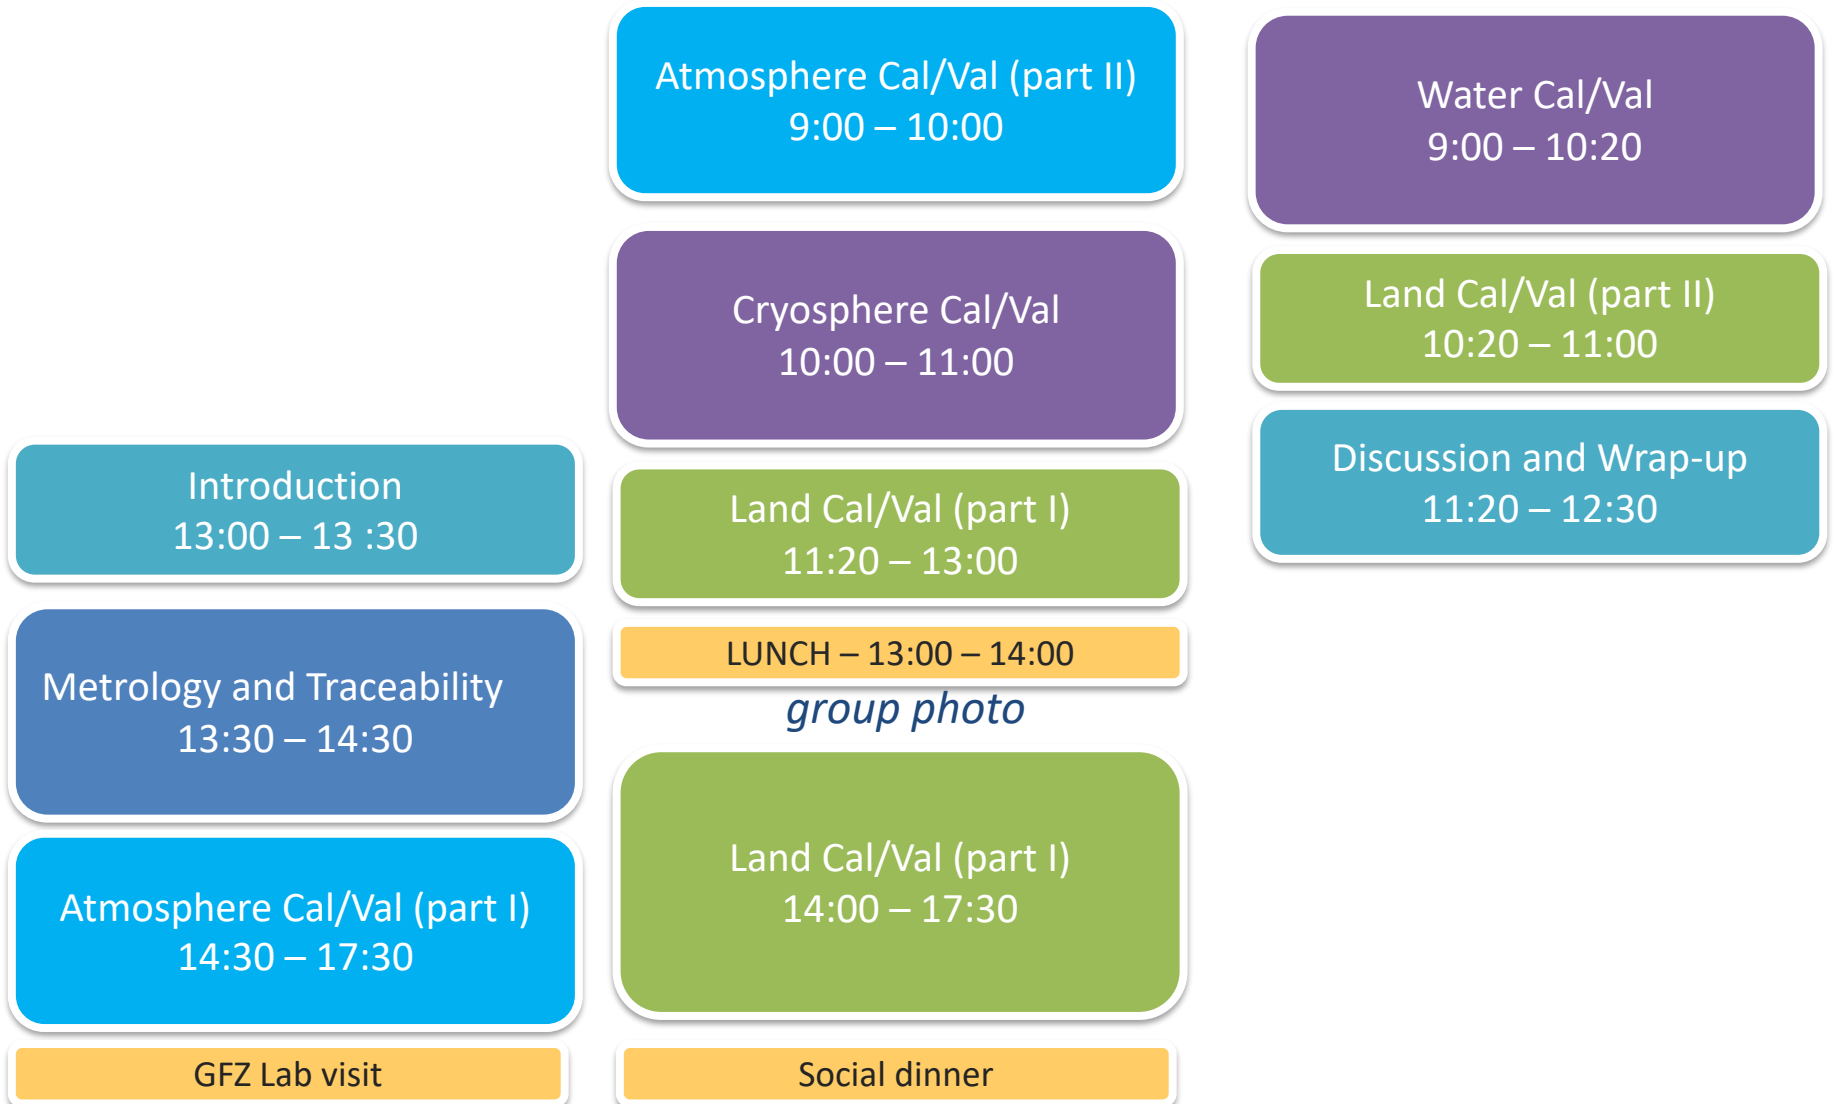 Introduction
13:00 – 13 :30
Metrology and Traceability
13:30 – 14:30
Atmosphere Cal/Val (part I)
14:30 – 17:30
GFZ Lab visit
Atmosphere Cal/Val (part II)
9:00 – 10:00
Cryosphere Cal/Val
10:00 – 11:00
Land Cal/Val (part I)
11:20 – 13:00
LUNCH – 13:00 – 14:00
group photo
Land Cal/Val (part I)
14:00 – 17:30
Social dinner
Water Cal/Val
9:00 – 10:20
Land Cal/Val (part II)
10:20 – 11:00
Discussion and Wrap-up
11:20 – 12:30